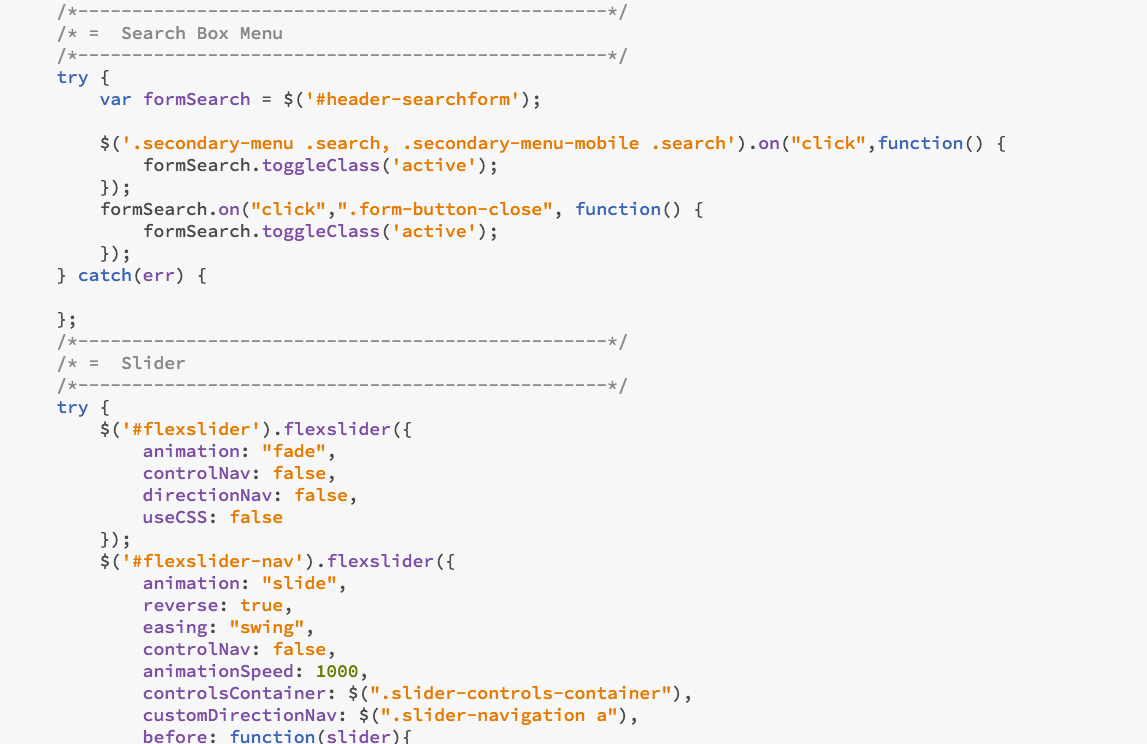 /*-------------------------------------------------*/
/* =  Search Box Menu
/*-------------------------------------------------*/
try {
    var formSearch = $('#header-searchform');

    $('.secondary-menu .search, .secondary-menu-mobile .search').on("click",function() {
        formSearch.toggleClass('active');
    });
    formSearch.on("click",".form-button-close", function() {
        formSearch.toggleClass('active');
    });
} catch(err) {

};
/*-------------------------------------------------*/
/* =  Slider
/*-------------------------------------------------*/
try {
    $('#flexslider').flexslider({
        animation: "fade",
        controlNav: false,
        directionNav: false,
        useCSS: false
    });
    $('#flexslider-nav').flexslider({
        animation: "slide",
        reverse: true,
        easing: "swing",
        controlNav: false,
        animationSpeed: 1000,
        controlsContainer: $(".slider-controls-container"),
        customDirectionNav: $(".slider-navigation a"),
        before: function(slider){